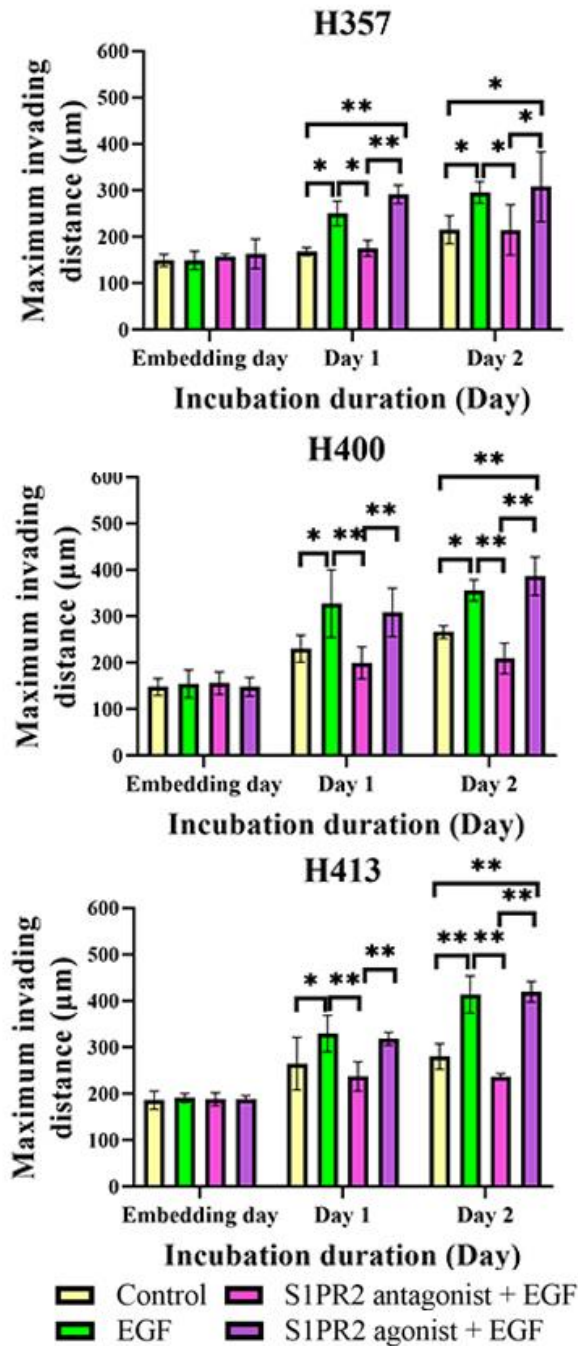 H357
Maximum invading
distance (µm)
600
500
400
300
200
100
0
** * * **
* * * *
Embedding day Day 1 Day 2
Incubation duration (Day)
H400
Maximum invading
distance (µm)
600
500
400
300
200
100
0
* ** **
** * ** **
Embedding day Day 1 Day 2
Incubation duration (Day)
H413
Maximum invading
distance (µm)
600
500
400
300
200
100
0
* ** **
** ** ** **
Embedding day Day 1 Day 2
Incubation duration (Day)
Control S1PR2 antagonist + EGF
EGF S1PR2 agonist + EGF